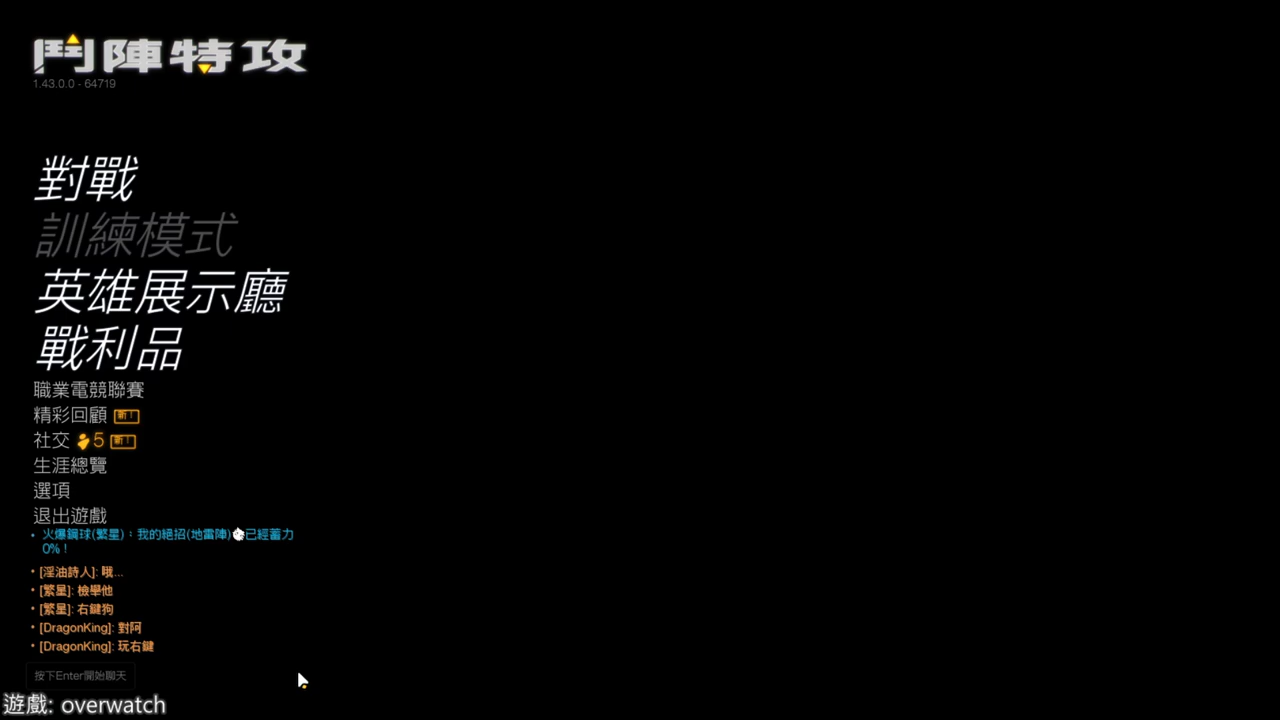 鬥陣特攻
1.43.0.0 - 64719
對戰
訓練模式
英雄展示廳
戰利品
職業電競聯賽
精彩回顧 新!
社交 5 新!
生涯總覽
選項
退出遊戲
• 火爆鋼球(繁星):我的絕招(地雷陣) 已經蓄力
0%!
• [淫油詩人]: 哦...
• [繁星]: 檢舉他
• [繁星]: 右鍵狗
• [DragonKing]: 對阿
• [DragonKing]: 玩右鍵
按下Enter開始聊天
遊戲: overwatch